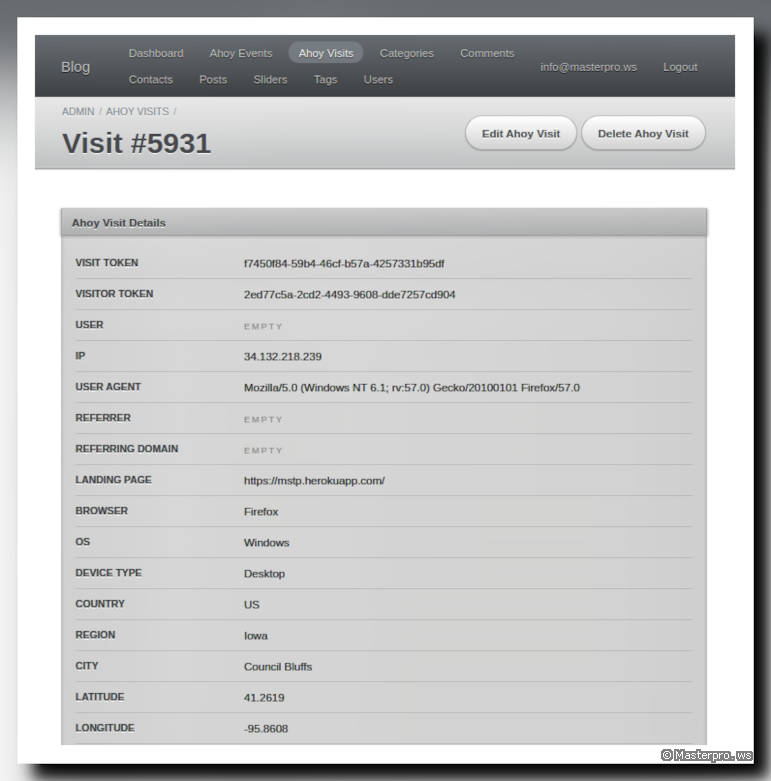 Blog
Dashboard Ahoy Events Ahoy Visits Categories Comments
Contacts Posts Sliders Tags Users
info@masterpro.ws Logout
ADMIN / AHOY VISITS /
Visit #5931
Edit Ahoy Visit Delete Ahoy Visit
Ahoy Visit Details
VISIT TOKEN f7450f84-59b4-46cf-b57a-4257331b95df
VISITOR TOKEN 2ed77c5a-2cd2-4493-9608-dde7257cd904
USER EMPTY
IP 34.132.218.239
USER AGENT Mozilla/5.0 (Windows NT 6.1; rv:57.0) Gecko/20100101 Firefox/57.0
REFERRER EMPTY
REFERRING DOMAIN EMPTY
LANDING PAGE https://mstp.herokuapp.com/
BROWSER Firefox
OS Windows
DEVICE TYPE Desktop
COUNTRY US
REGION Iowa
CITY Council Bluffs
LATITUDE 41.2619
LONGITUDE -95.8608
© Masterpro.ws